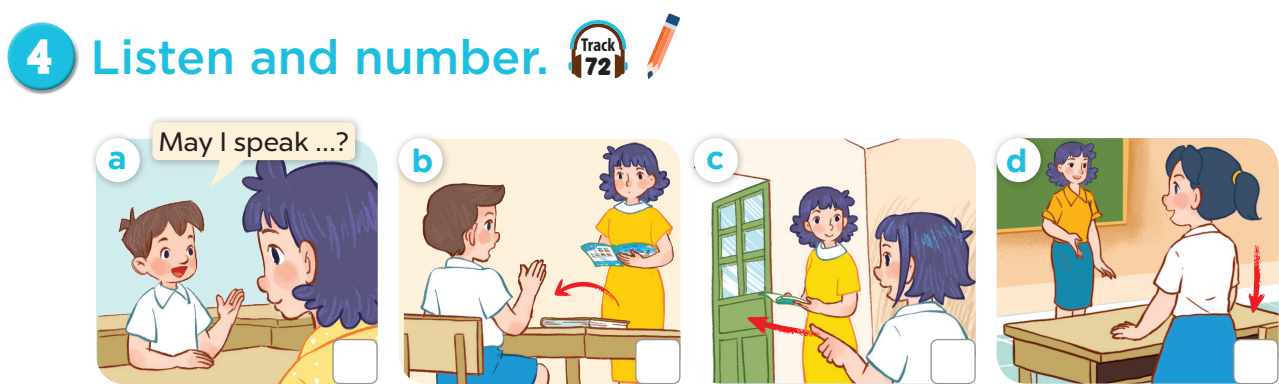 4 Listen and number. Track 72
May I speak ...?
a b c d